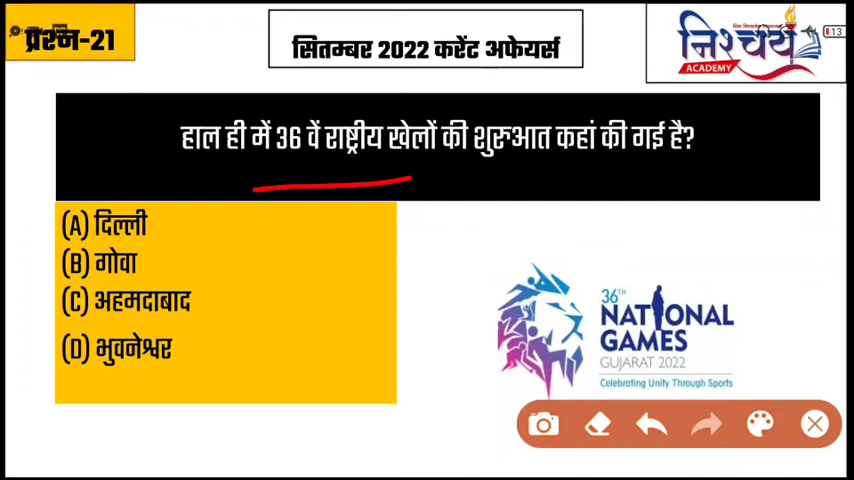 प्रश्न-21
सितम्बर 2022 करेंट अफेयर्स
निश्चय
ACADEMY
13
हाल ही में 36 वें राष्ट्रीय खेलों की शुरुआत कहां की गई है?
(A) दिल्ली
(B) गोवा
(C) अहमदाबाद
(D) भुवनेश्वर
36TH
NATIONAL
GAMES
GUJARAT 2022
Celebrating Unity Through Sports